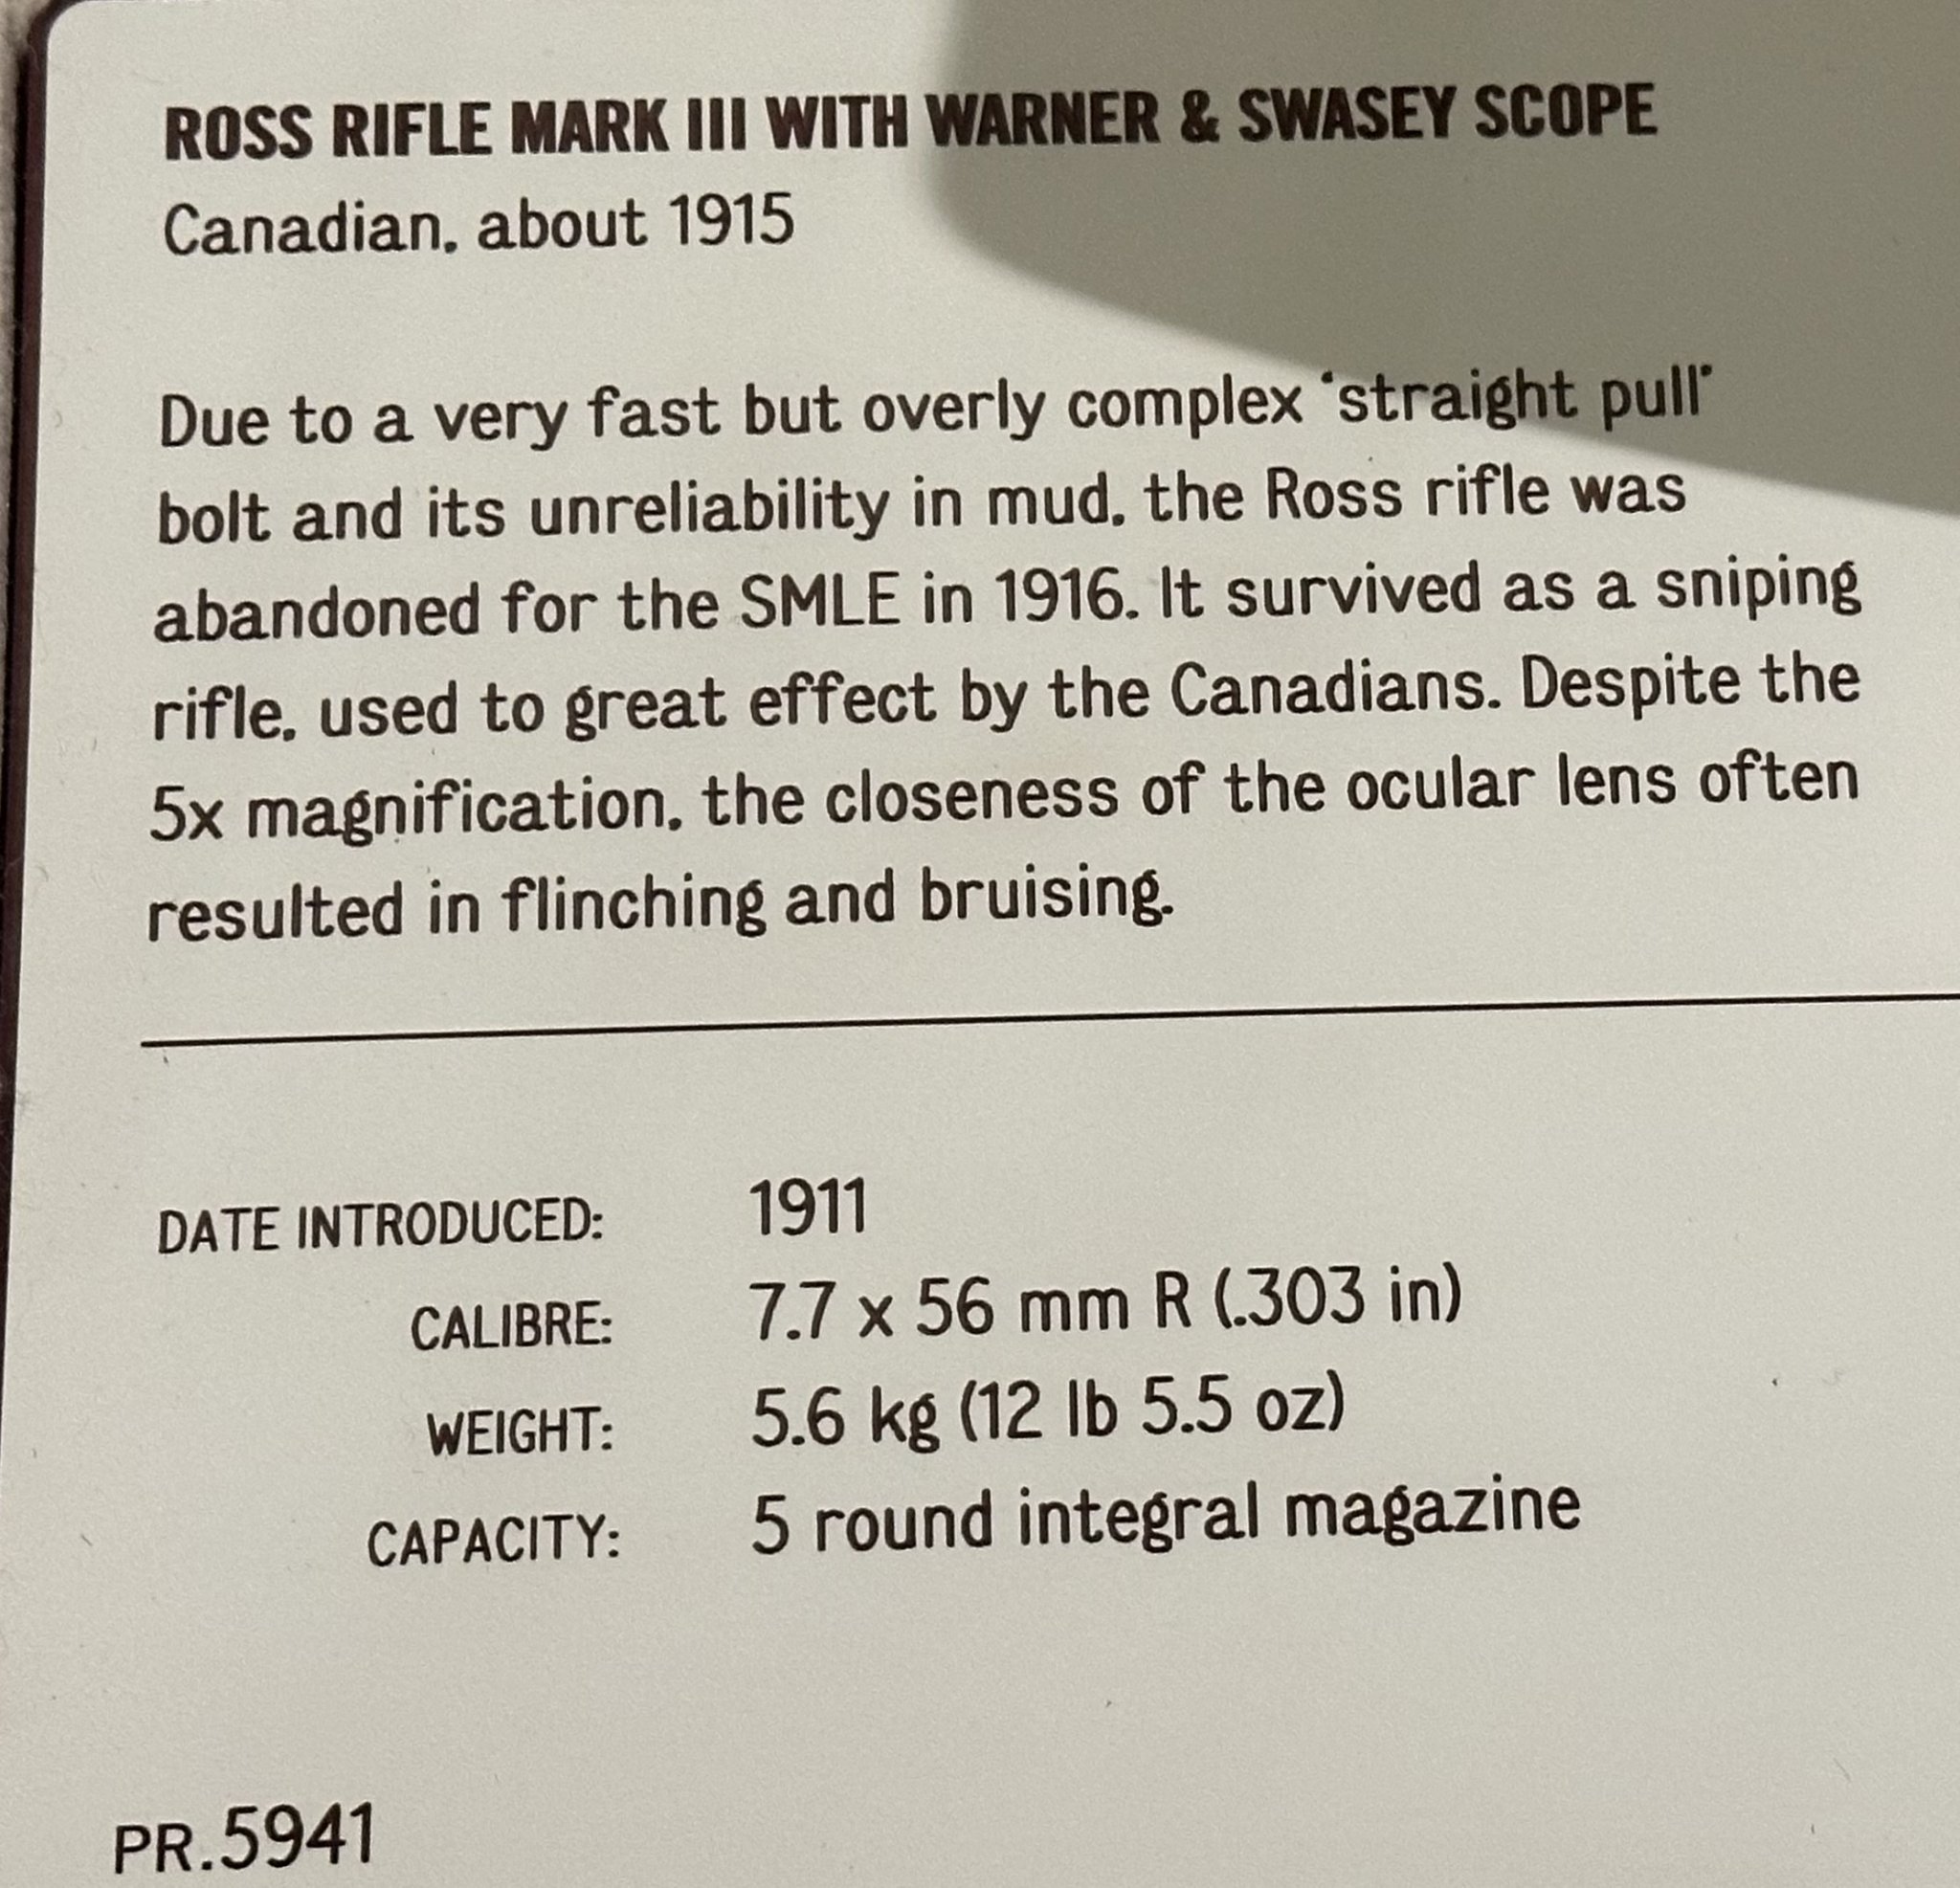 ROSS RIFLE MARK III WITH WARNER & SWASEY SCOPE
Canadian, about 1915
Due to a very fast but overly complex ‘straight pull’
bolt and its unreliability in mud, the Ross rifle was
abandoned for the SMLE in 1916. It survived as a sniping
rifle, used to great effect by the Canadians. Despite the
5x magnification, the closeness of the ocular lens often
resulted in flinching and bruising.
DATE INTRODUCED: 1911
CALIBRE: 7.7 x 56 mm R (.303 in)
WEIGHT: 5.6 kg (12 lb 5.5 oz)
CAPACITY: 5 round integral magazine
PR.5941